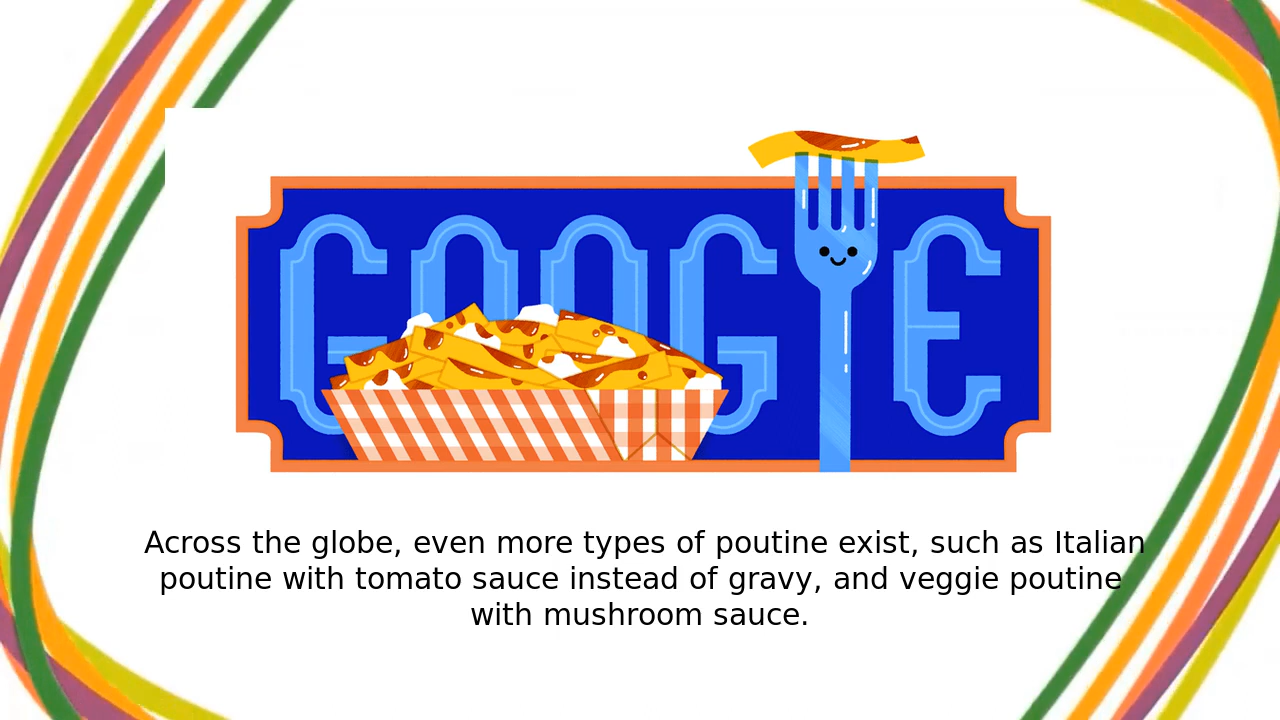 GOOGLE
Across the globe, even more types of poutine exist, such as Italian
poutine with tomato sauce instead of gravy, and veggie poutine
with mushroom sauce.